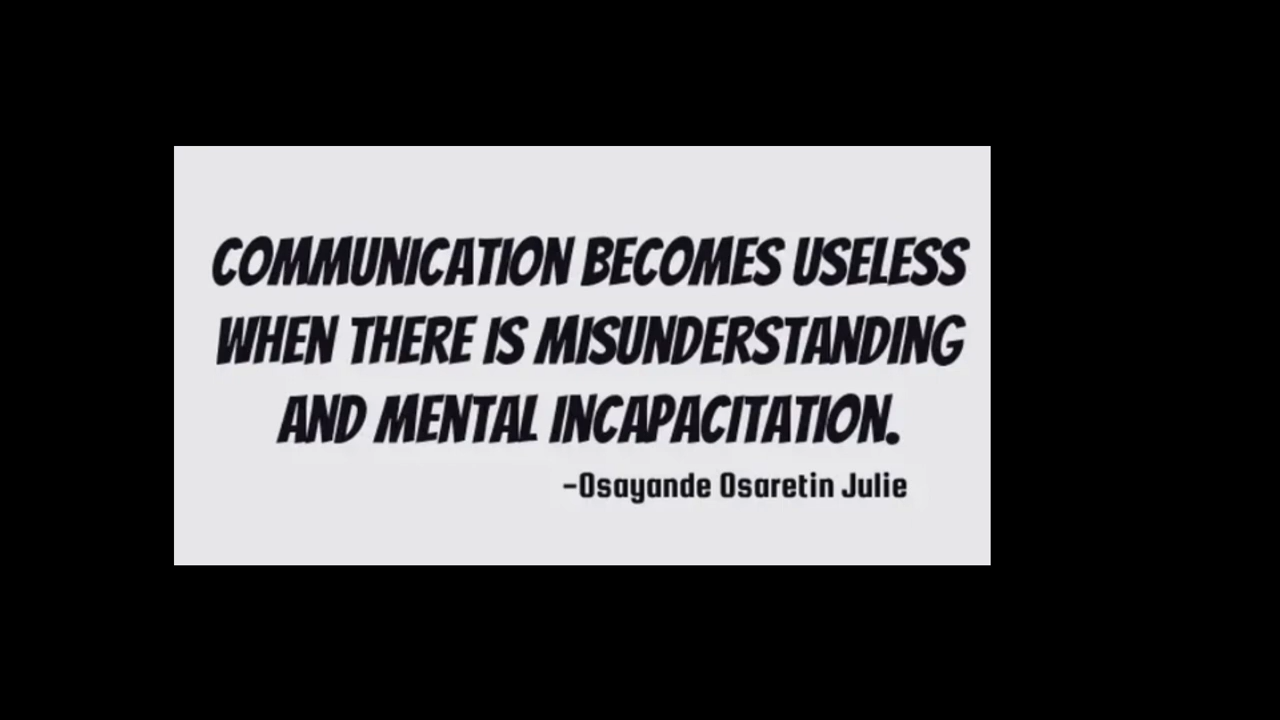 COMMUNICATION BECOMES USELESS
WHEN THERE IS MISUNDERSTANDING
AND MENTAL INCAPACITATION.
-Osayande Osaretin Julie